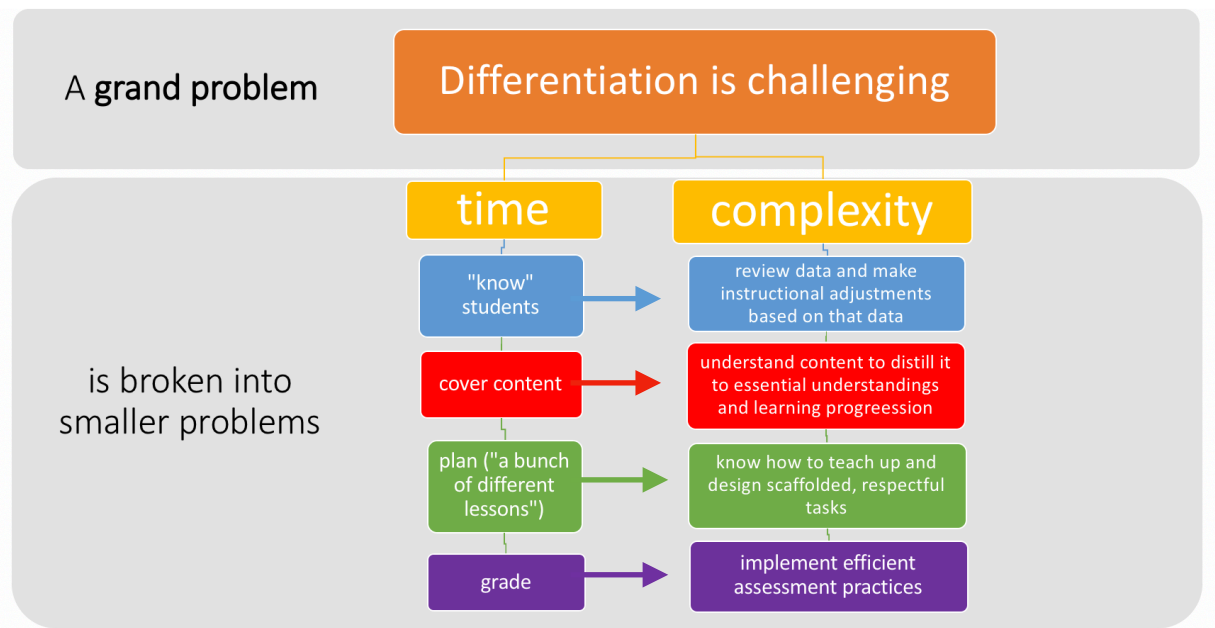 A grand problem
Differentiation is challenging
time
complexity
is broken into
smaller problems
"know"
students
review data and make
instructional adjustments
based on that data
cover content
understand content to distill it
to essential understandings
and learning progreession
plan ("a bunch
of different
lessons")
know how to teach up and
design scaffolded, respectful
tasks
grade
implement efficient
assessment practices